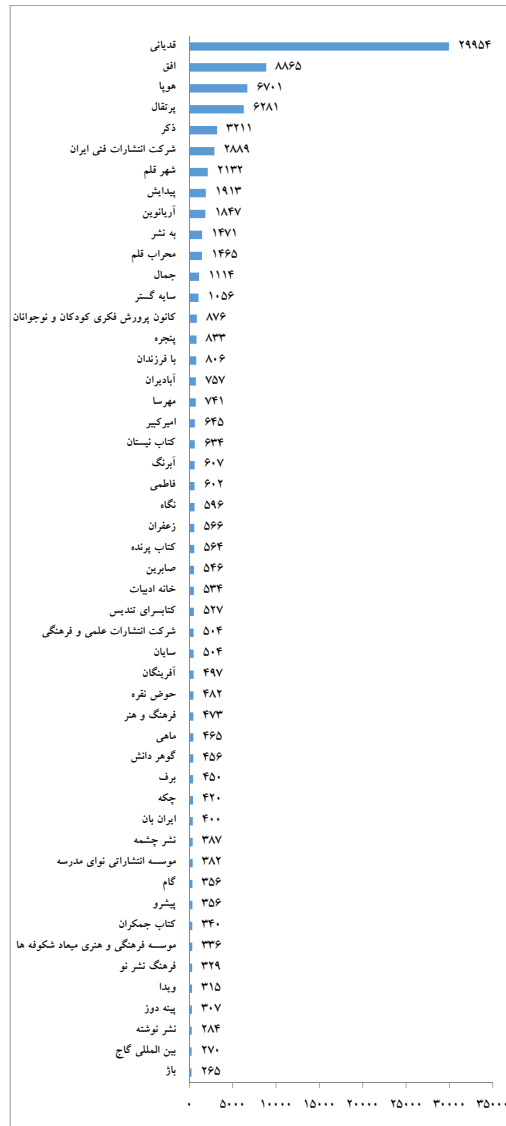 قدیانی ۲۹۹۵۴
افق ۸۸۶۵
هوپا ۶۷۰۱
پرتقال ۶۲۸۱
ذکر ۳۲۱۱
شرکت انتشارات فنی ایران ۲۸۸۹
شهر قلم ۲۱۳۲
پیدایش ۱۹۱۳
آریانوین ۱۸۴۷
به نشر ۱۴۷۱
محراب قلم ۱۴۶۵
جمال ۱۱۱۴
سایه گستر ۱۰۵۶
کانون پرورش فکری کودکان و نوجوانان ۸۷۶
پنجره ۸۳۳
با فرزندان ۸۰۶
آبادیران ۷۵۷
مهرسا ۷۴۱
امیرکبیر ۶۴۵
کتاب نیستان ۶۳۴
آبرنگ ۶۰۷
فاطمی ۶۰۲
نگاه ۵۹۶
زعفران ۵۶۶
کتاب پرنده ۵۶۴
صابرین ۵۴۶
خانه ادبیات ۵۳۴
کتابسرای تندیس ۵۲۷
شرکت انتشارات علمی و فرهنگی ۵۰۴
سایان ۵۰۴
آفرینگان ۴۹۷
حوض نقره ۴۸۲
فرهنگ و هنر ۴۷۳
ماهی ۴۶۵
گوهر دانش ۴۵۶
برف ۴۵۰
چکه ۴۲۰
ایران بان ۴۰۰
نشر چشمه ۳۸۷
موسسه انتشاراتی نوای مدرسه ۳۸۲
گام ۳۵۶
پیشرو ۳۵۶
کتاب جمکران ۳۴۰
موسسه فرهنگی و هنری میعاد شکوفه ها ۳۳۶
فرهنگ نشر نو ۳۲۹
ویدا ۳۱۵
پینه دوز ۳۰۷
نشر نوشته ۲۸۴
بین المللی گاج ۲۷۰
باژ ۲۶۵
۰ ۵۰۰۰ ۱۰۰۰۰ ۱۵۰۰۰ ۲۰۰۰۰ ۲۵۰۰۰ ۳۰۰۰۰ ۳۵۰۰۰